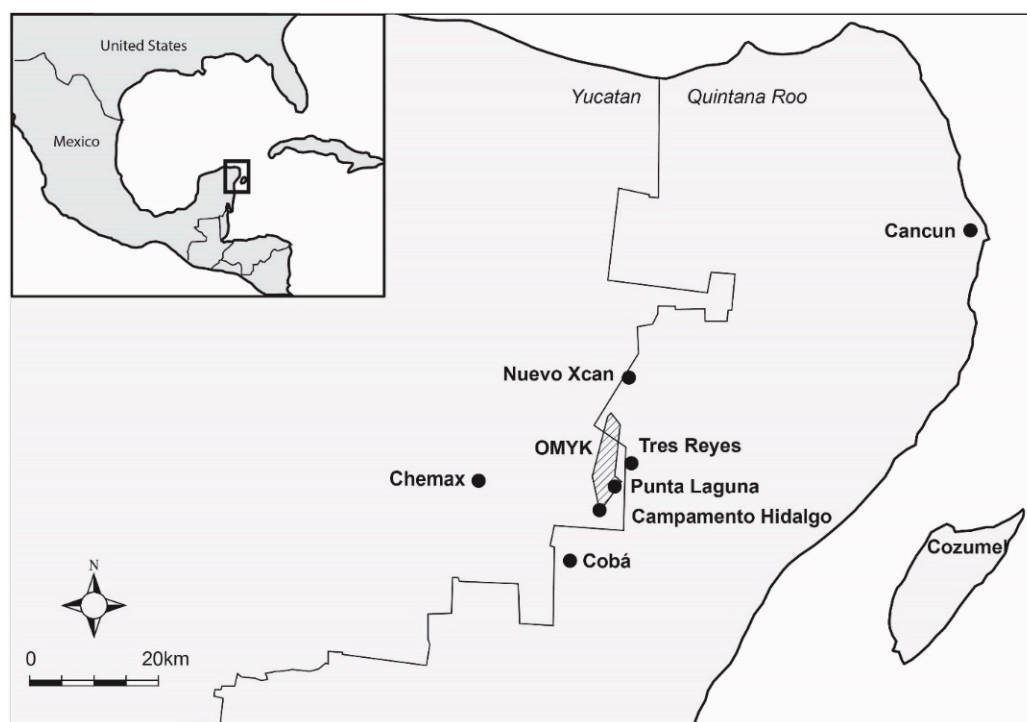 United States
Mexico
Yucatan
Quintana Roo
Cancun
Nuevo Xcan
OMYK
Tres Reyes
Chemax
Punta Laguna
Campamento Hidalgo
Cobá
Cozumel
N
0
20km